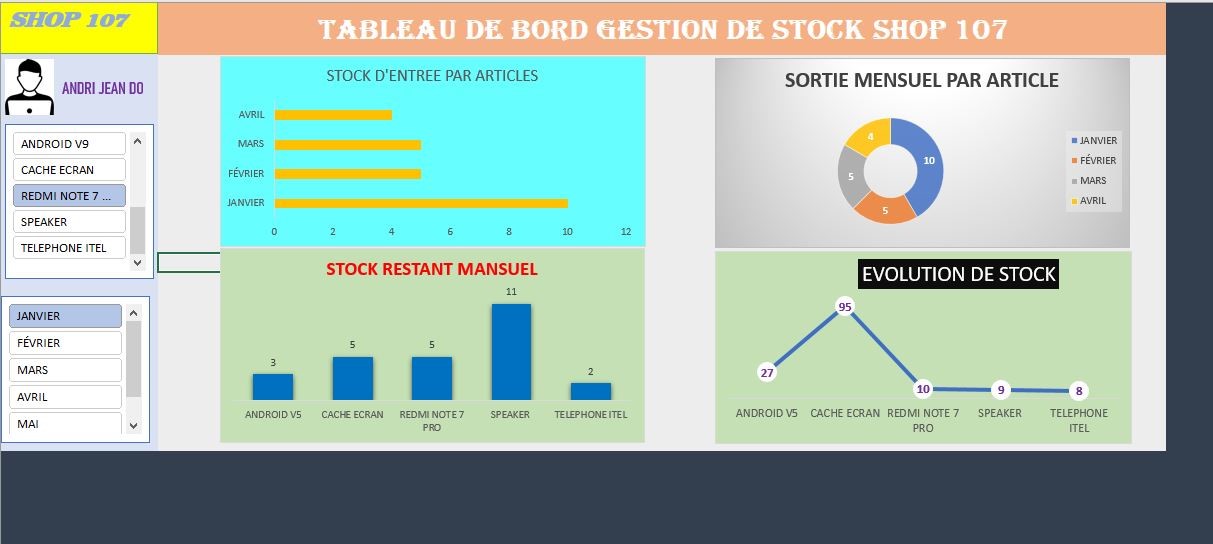 SHOP 107
TABLEAU DE BORD GESTION DE STOCK SHOP 107
ANDRI JEAN DO
ANDROID V9
CACHE ECRAN
REDMI NOTE 7 ...
SPEAKER
TELEPHONE ITEL
JANVIER
FÉVRIER
MARS
AVRIL
MAI
STOCK D'ENTREE PAR ARTICLES
AVRIL
MARS
FÉVRIER
JANVIER
0 2 4 6 8 10 12
SORTIE MENSUEL PAR ARTICLE
4
10
5
5
JANVIER
FÉVRIER
MARS
AVRIL
STOCK RESTANT MANSUEL
3 5 5 11 2
ANDROID V5 CACHE ECRAN REDMI NOTE 7 SPEAKER TELEPHONE ITEL
PRO
EVOLUTION DE STOCK
27 95 10 9 8
ANDROID V5 CACHE ECRAN REDMI NOTE 7 SPEAKER TELEPHONE
PRO ITEL